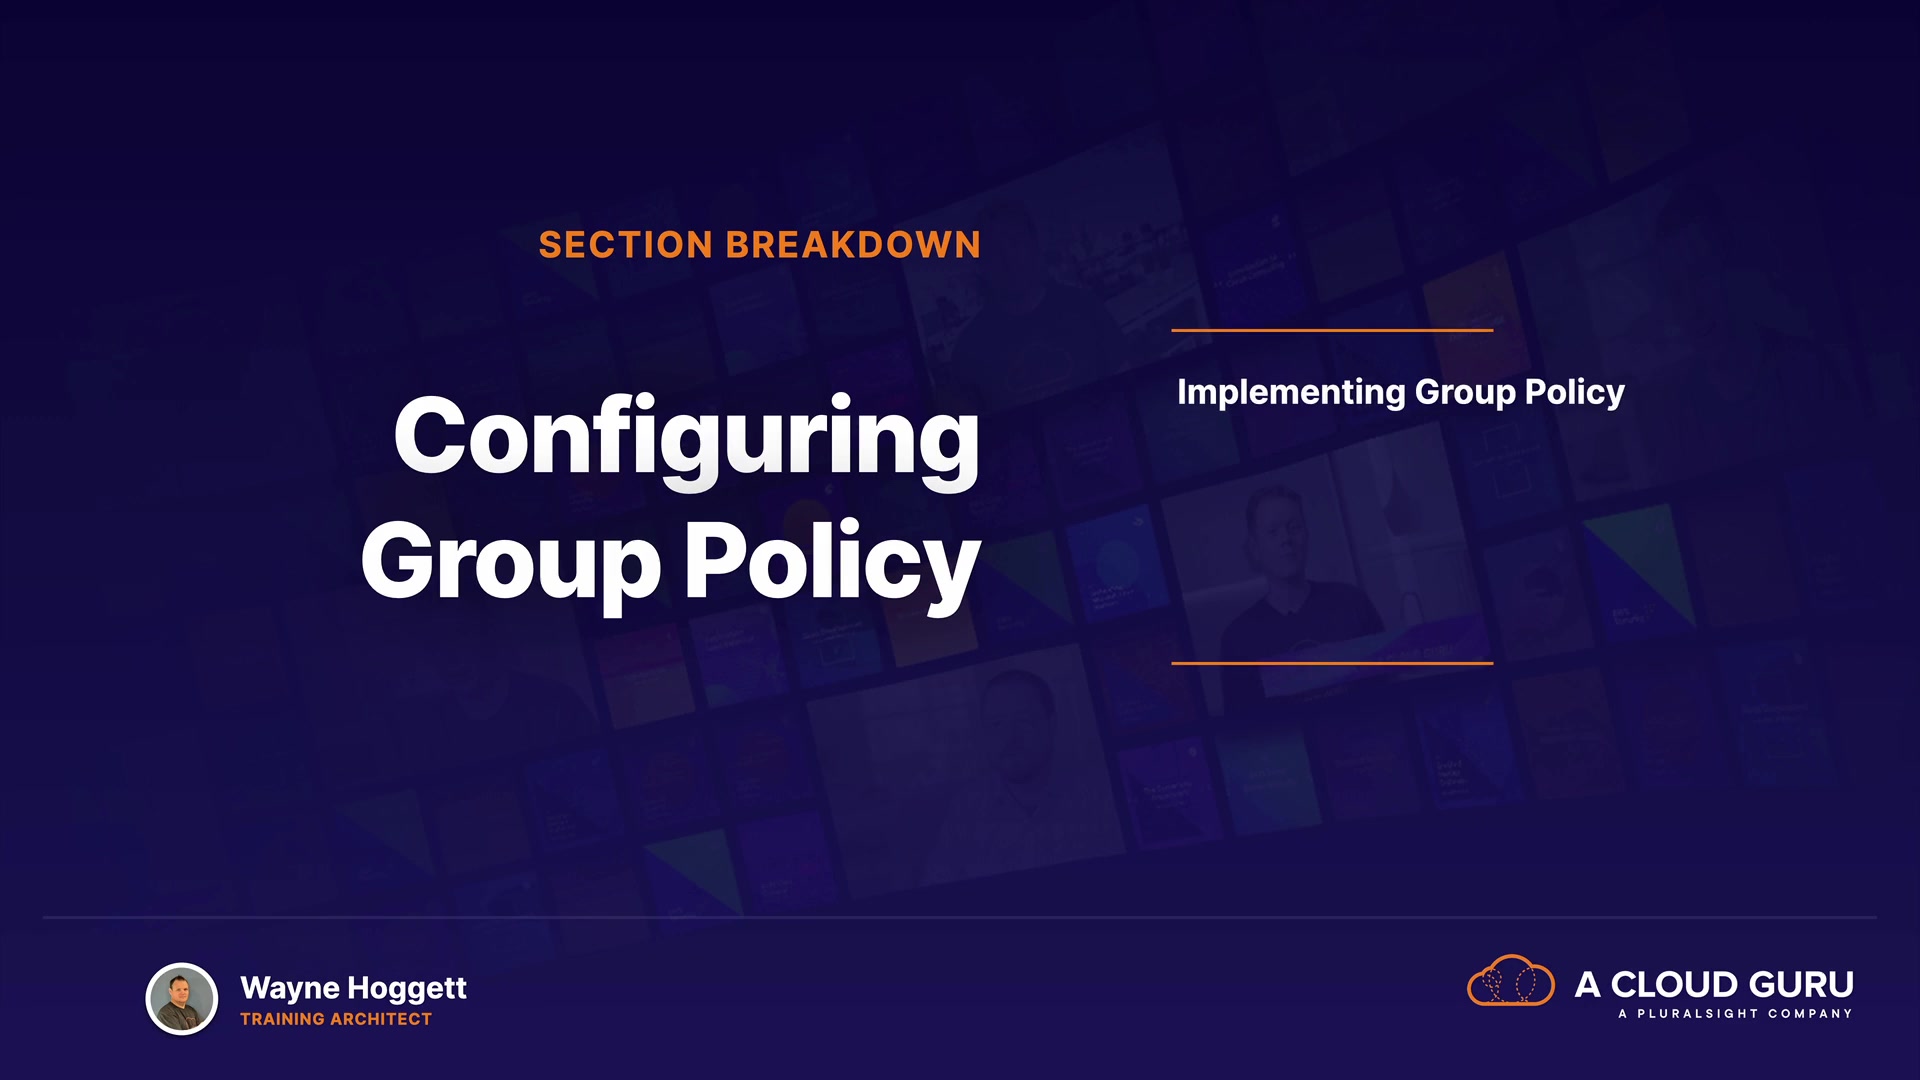 SECTION BREAKDOWN
Configuring
Group Policy
Implementing Group Policy
Wayne Hoggett
TRAINING ARCHITECT
A CLOUD GURU
A PLURALSIGHT COMPANY